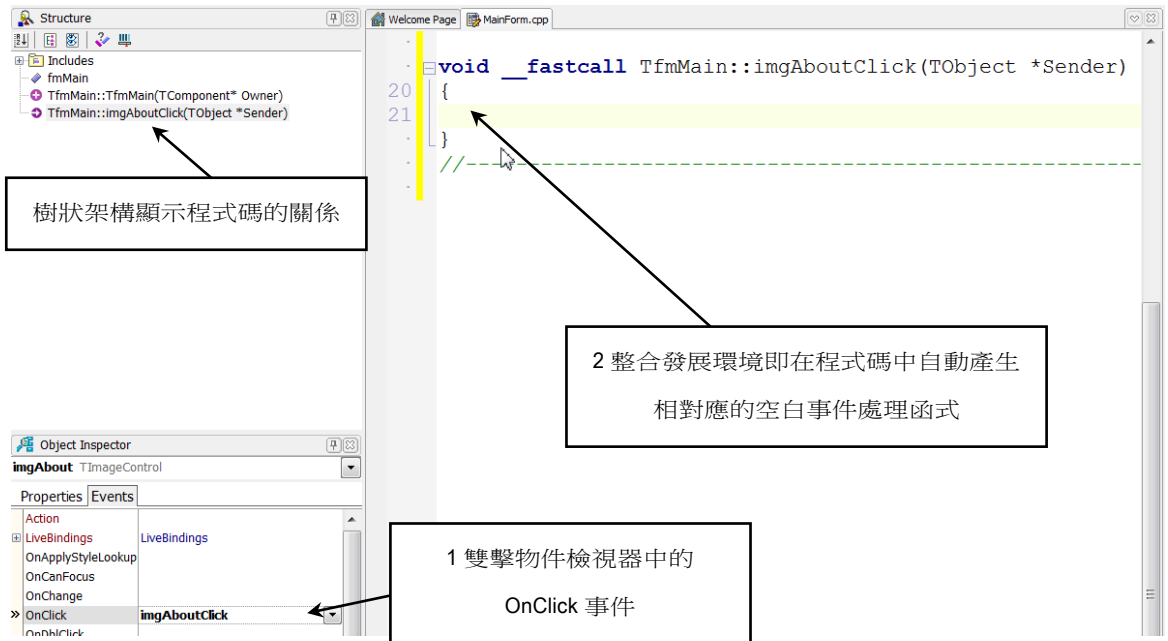 Structure
Includes
fmMain
TfmMain::TfmMain(TComponent* Owner)
TfmMain::imgAboutClick(TObject *Sender)
樹狀架構顯示程式碼的關係
Welcome Page
MainForm.cpp
void __fastcall TfmMain::imgAboutClick(TObject *Sender)
20 {
21
}
//------------------------------------------------------
2 整合發展環境即在程式碼中自動產生
相對應的空白事件處理函式
Object Inspector
imgAbout TImageControl
Properties Events
Action
LiveBindings LiveBindings
OnApplyStyleLookup
OnCanFocus
OnChange
OnClick imgAboutClick
OnDblClick
1 雙擊物件檢視器中的
OnClick 事件